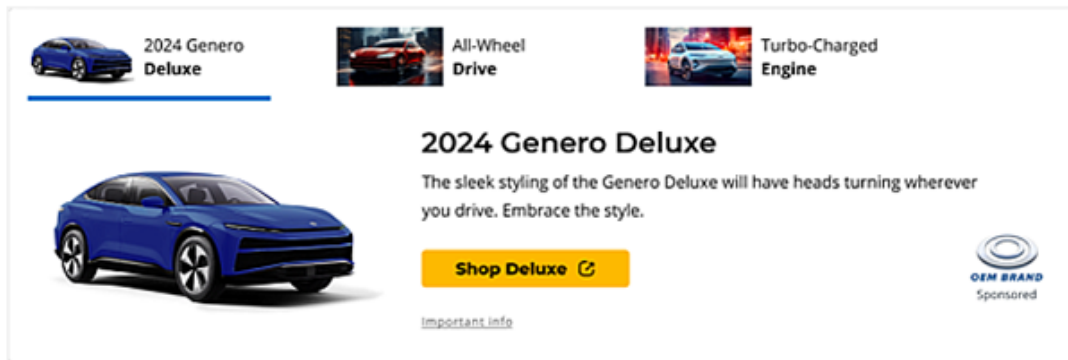 2024 Genero
Deluxe
All-Wheel
Drive
Turbo-Charged
Engine
2024 Genero Deluxe
The sleek styling of the Genero Deluxe will have heads turning wherever
you drive. Embrace the style.
Shop Deluxe
OEM BRAND
Sponsored
Important info